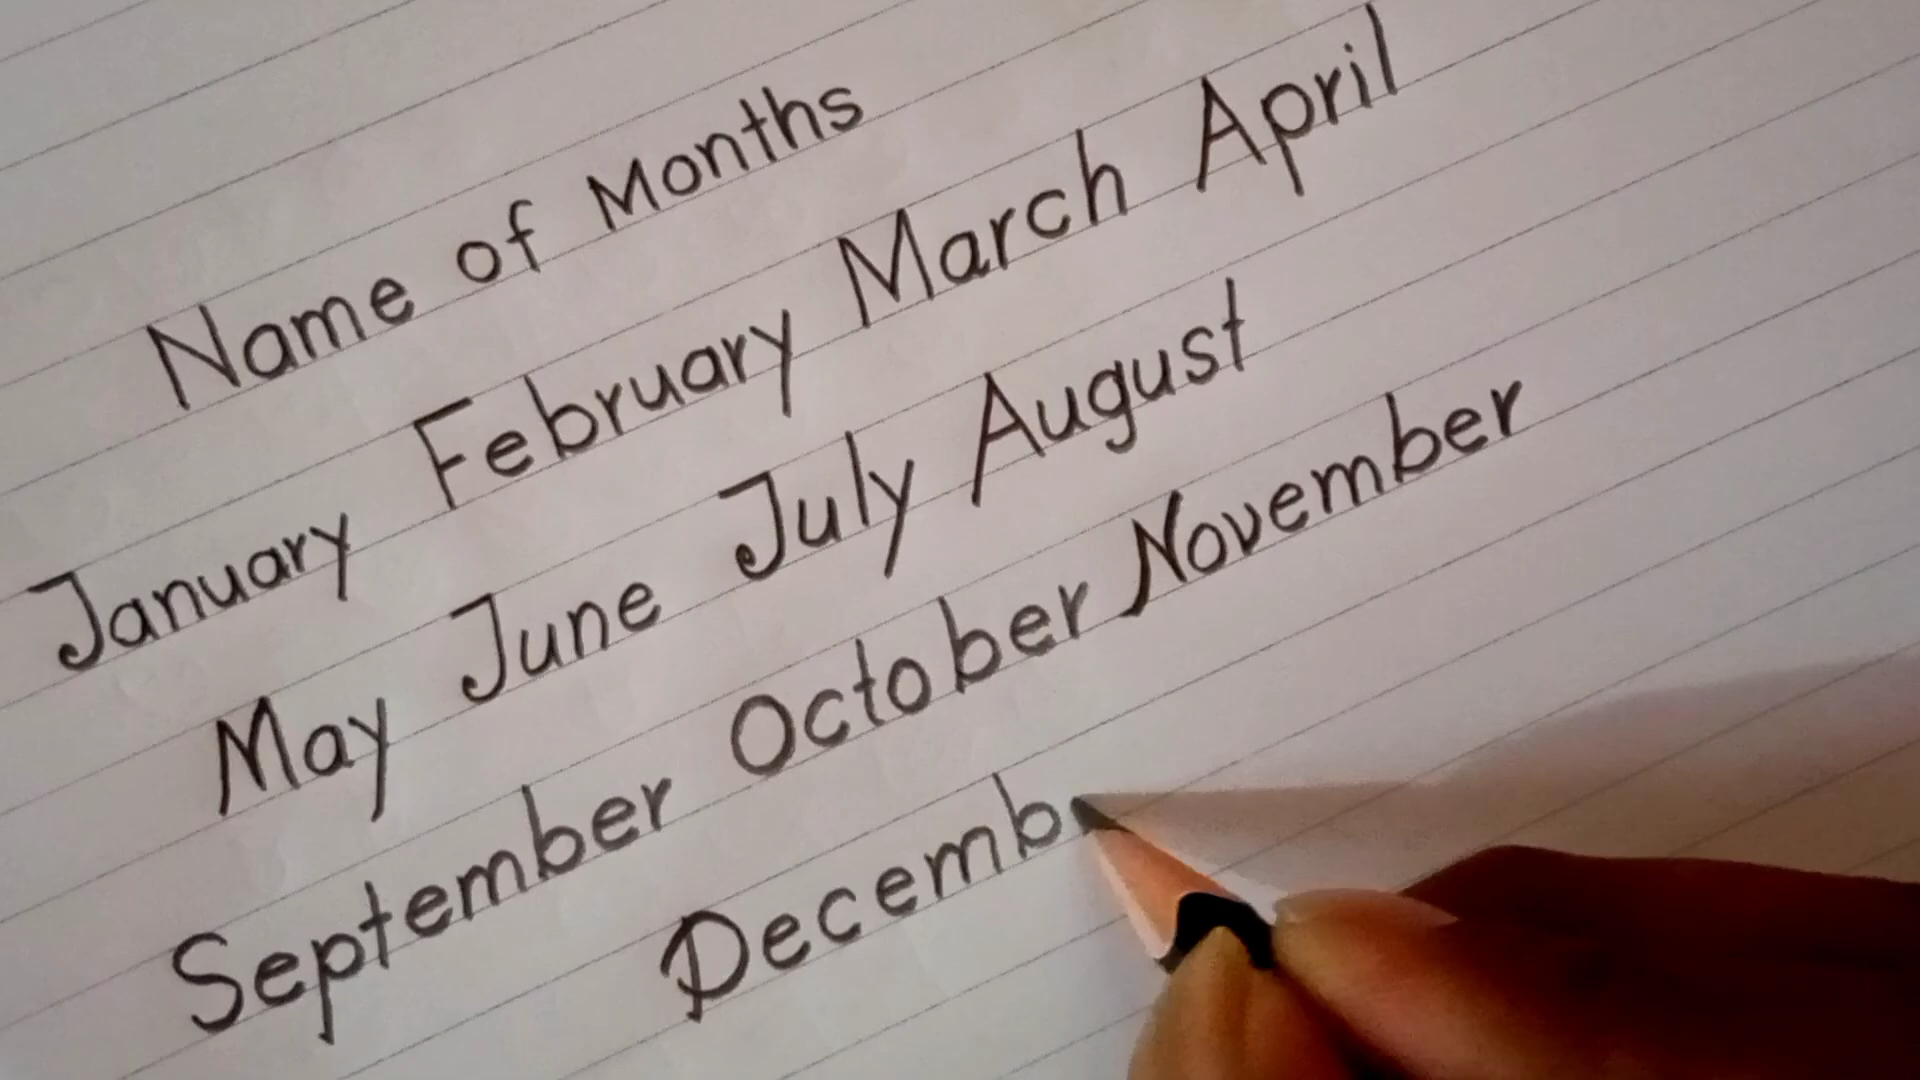 Name of Months
January February March April
May June July August
September October November
Decemb